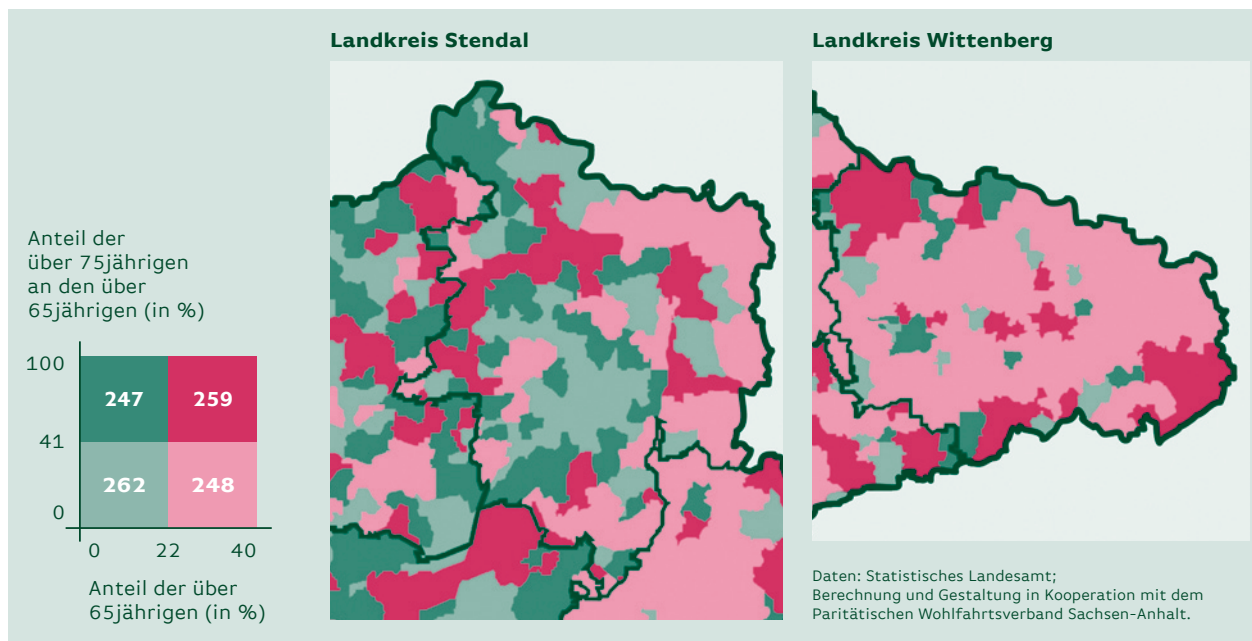 Landkreis Stendal
Landkreis Wittenberg
Anteil der
über 75jährigen
an den über
65jährigen (in %)
100
247
259
41
262
248
0
0
22
40
Anteil der über
65jährigen (in %)
Daten: Statistisches Landesamt;
Berechnung und Gestaltung in Kooperation mit dem
Paritätischen Wohlfahrtsverband Sachsen-Anhalt.